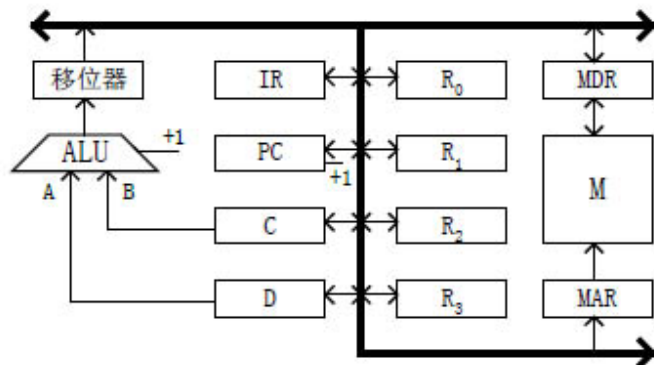 移位器 IR R₀ MDR
ALU +1 PC +1 R₁ M
A B
C R₂
D R₃ MAR